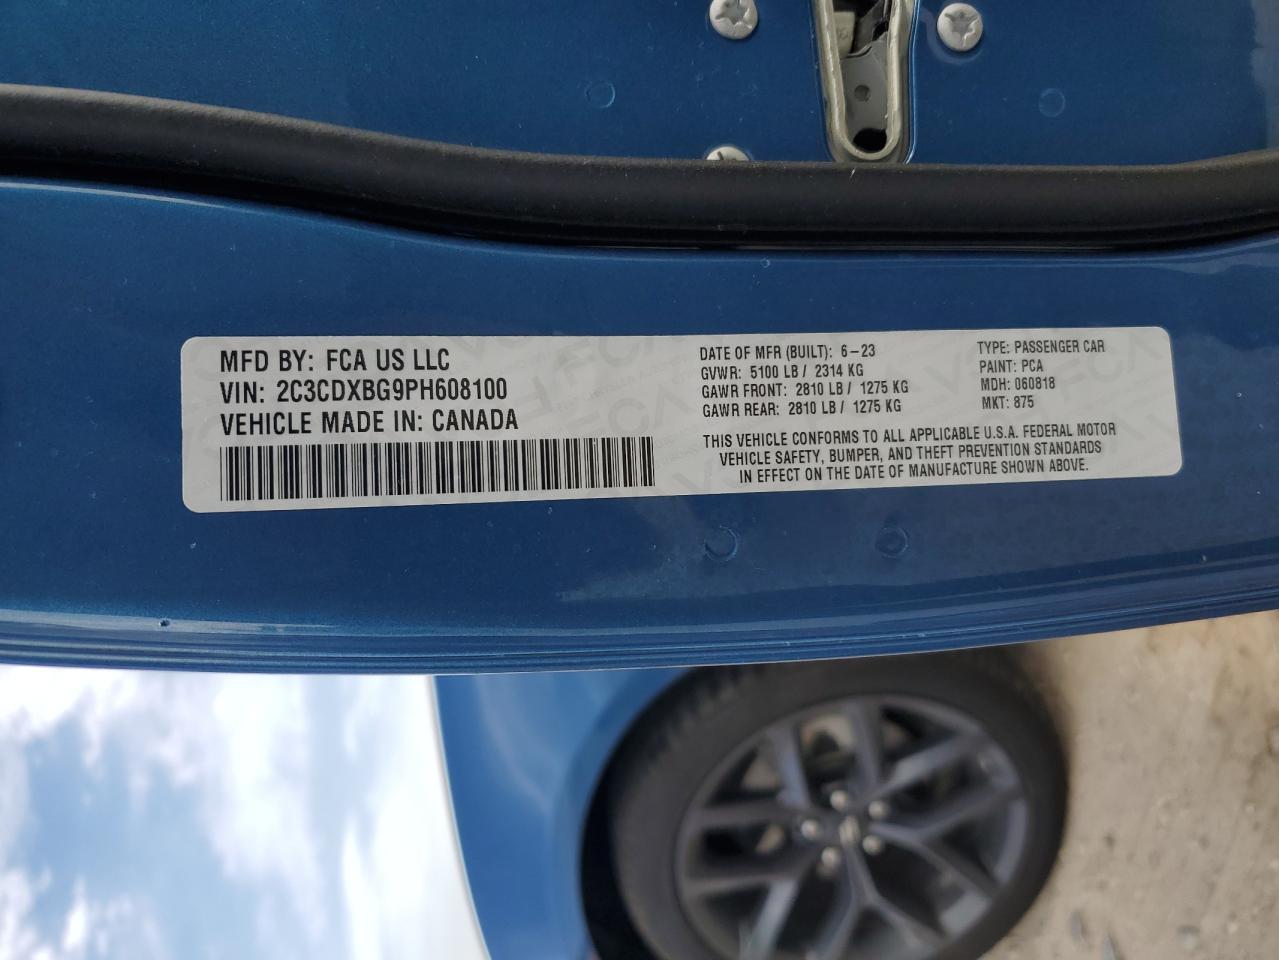 MFD BY: FCA US LLC
VIN: 2C3CDXBG9PH608100
VEHICLE MADE IN: CANADA
DATE OF MFR (BUILT): 6-23
GVWR: 5100 LB / 2314 KG
GAWR FRONT: 2810 LB / 1275 KG
GAWR REAR: 2810 LB / 1275 KG
TYPE: PASSENGER CAR
PAINT: PCA
MDH: 060818
MKT: 875
THIS VEHICLE CONFORMS TO ALL APPLICABLE U.S.A. FEDERAL MOTOR
VEHICLE SAFETY, BUMPER, AND THEFT PREVENTION STANDARDS
IN EFFECT ON THE DATE OF MANUFACTURE SHOWN ABOVE.